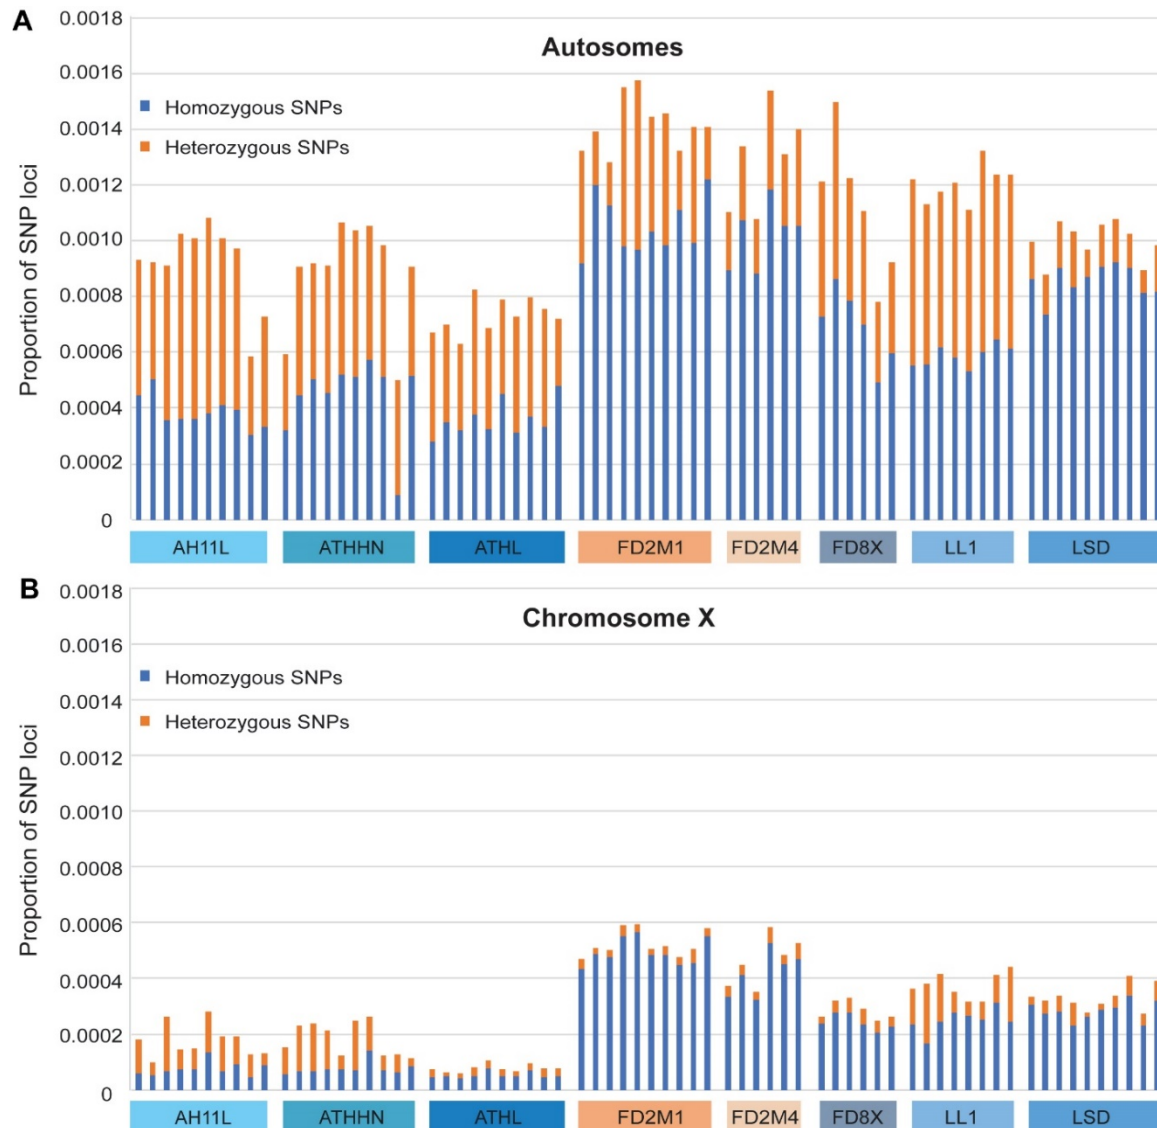 A
Autosomes
Homozygous SNPs
Heterozygous SNPs
Proportion of SNP loci
0.0018
0.0016
0.0014
0.0012
0.0010
0.0008
0.0006
0.0004
0.0002
0
AH11L ATHHN ATHL FD2M1 FD2M4 FD8X LL1 LSD
B
Chromosome X
Homozygous SNPs
Heterozygous SNPs
Proportion of SNP loci
0.0018
0.0016
0.0014
0.0012
0.0010
0.0008
0.0006
0.0004
0.0002
0
AH11L ATHHN ATHL FD2M1 FD2M4 FD8X LL1 LSD